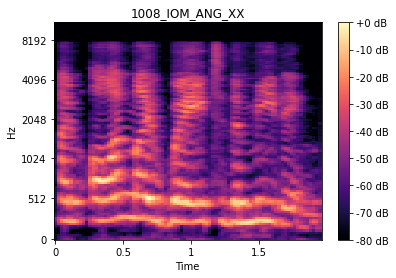 1008_IOM_ANG_XX
+0 dB
8192
-10 dB
4096
-20 dB
-30 dB
2048
Hz
-40 dB
1024
-50 dB
512
-60 dB
-70 dB
0
-80 dB
0 0.5 1 1.5
Time